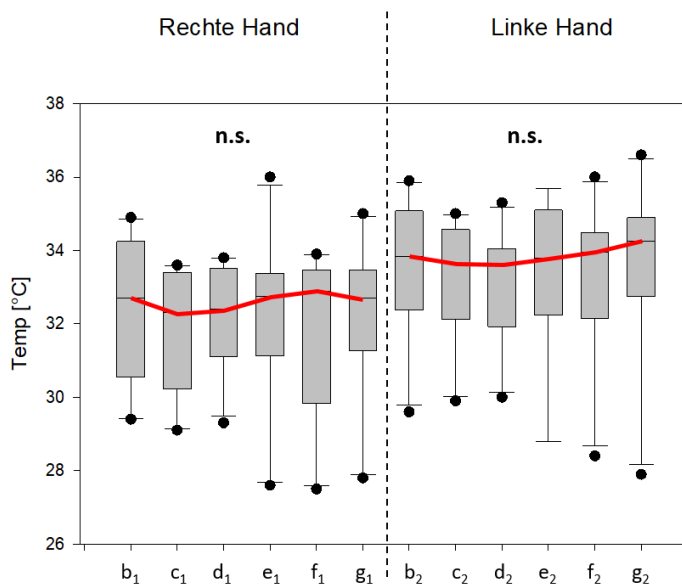 Rechte Hand Linke Hand
n.s. n.s.
Temp [°C]
38
36
34
32
30
28
26
b₁ c₁ d₁ e₁ f₁ g₁ b₂ c₂ d₂ e₂ f₂ g₂